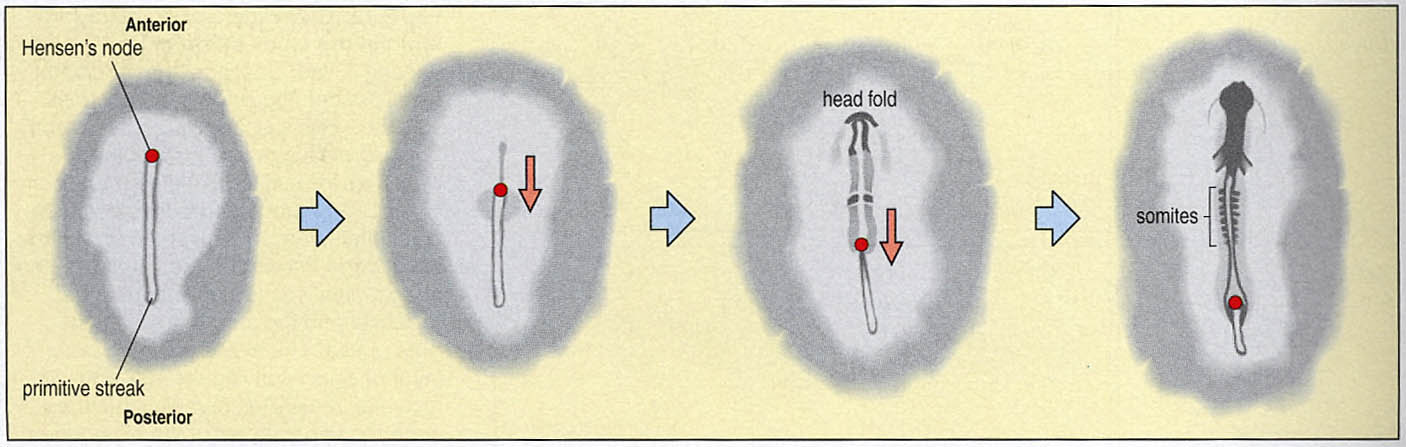 Anterior
Hensen's node
primitive streak
Posterior
head fold
somites